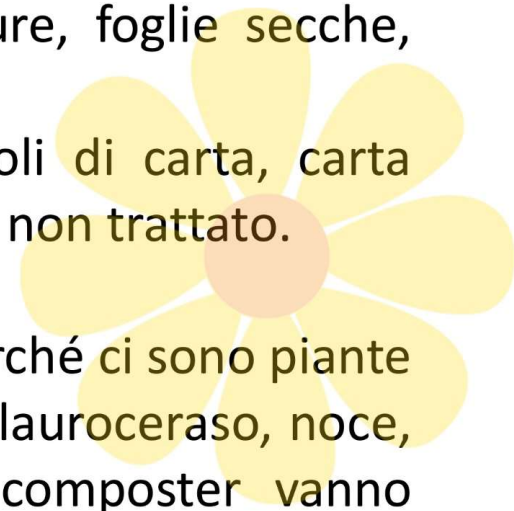 ure, foglie secche,
oli di carta, carta
non trattato.
rché ci sono piante
lauroceraso, noce,
composter vanno